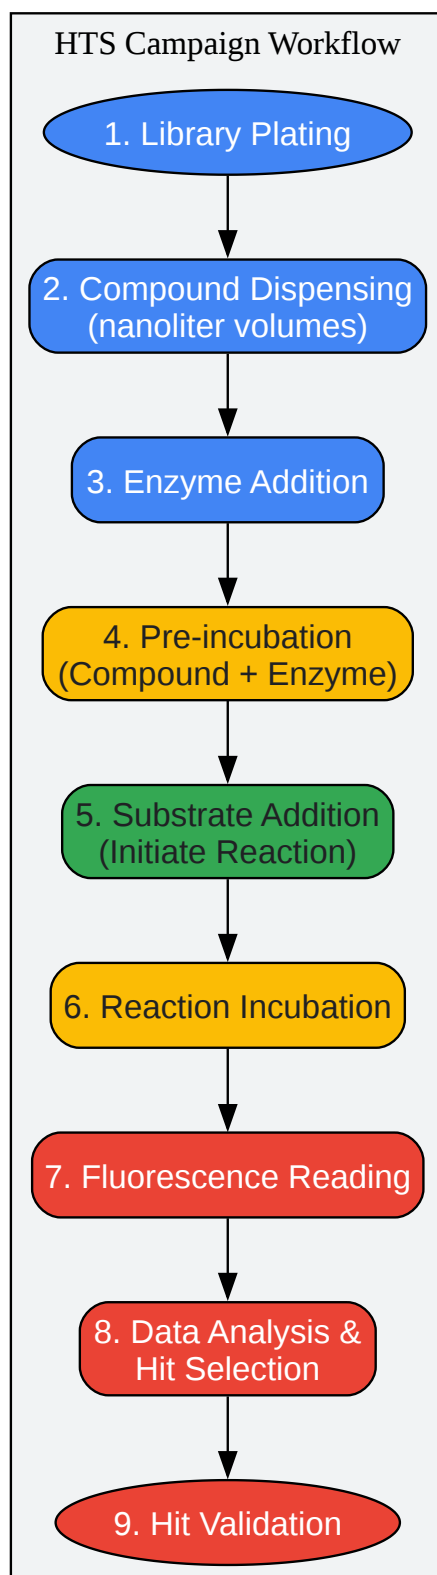 HTS Campaign Workflow
1. Library Plating
2. Compound Dispensing
(nanoliter volumes)
3. Enzyme Addition
4. Pre-incubation
(Compound + Enzyme)
5. Substrate Addition
(Initiate Reaction)
6. Reaction Incubation
7. Fluorescence Reading
8. Data Analysis &
Hit Selection
9. Hit Validation